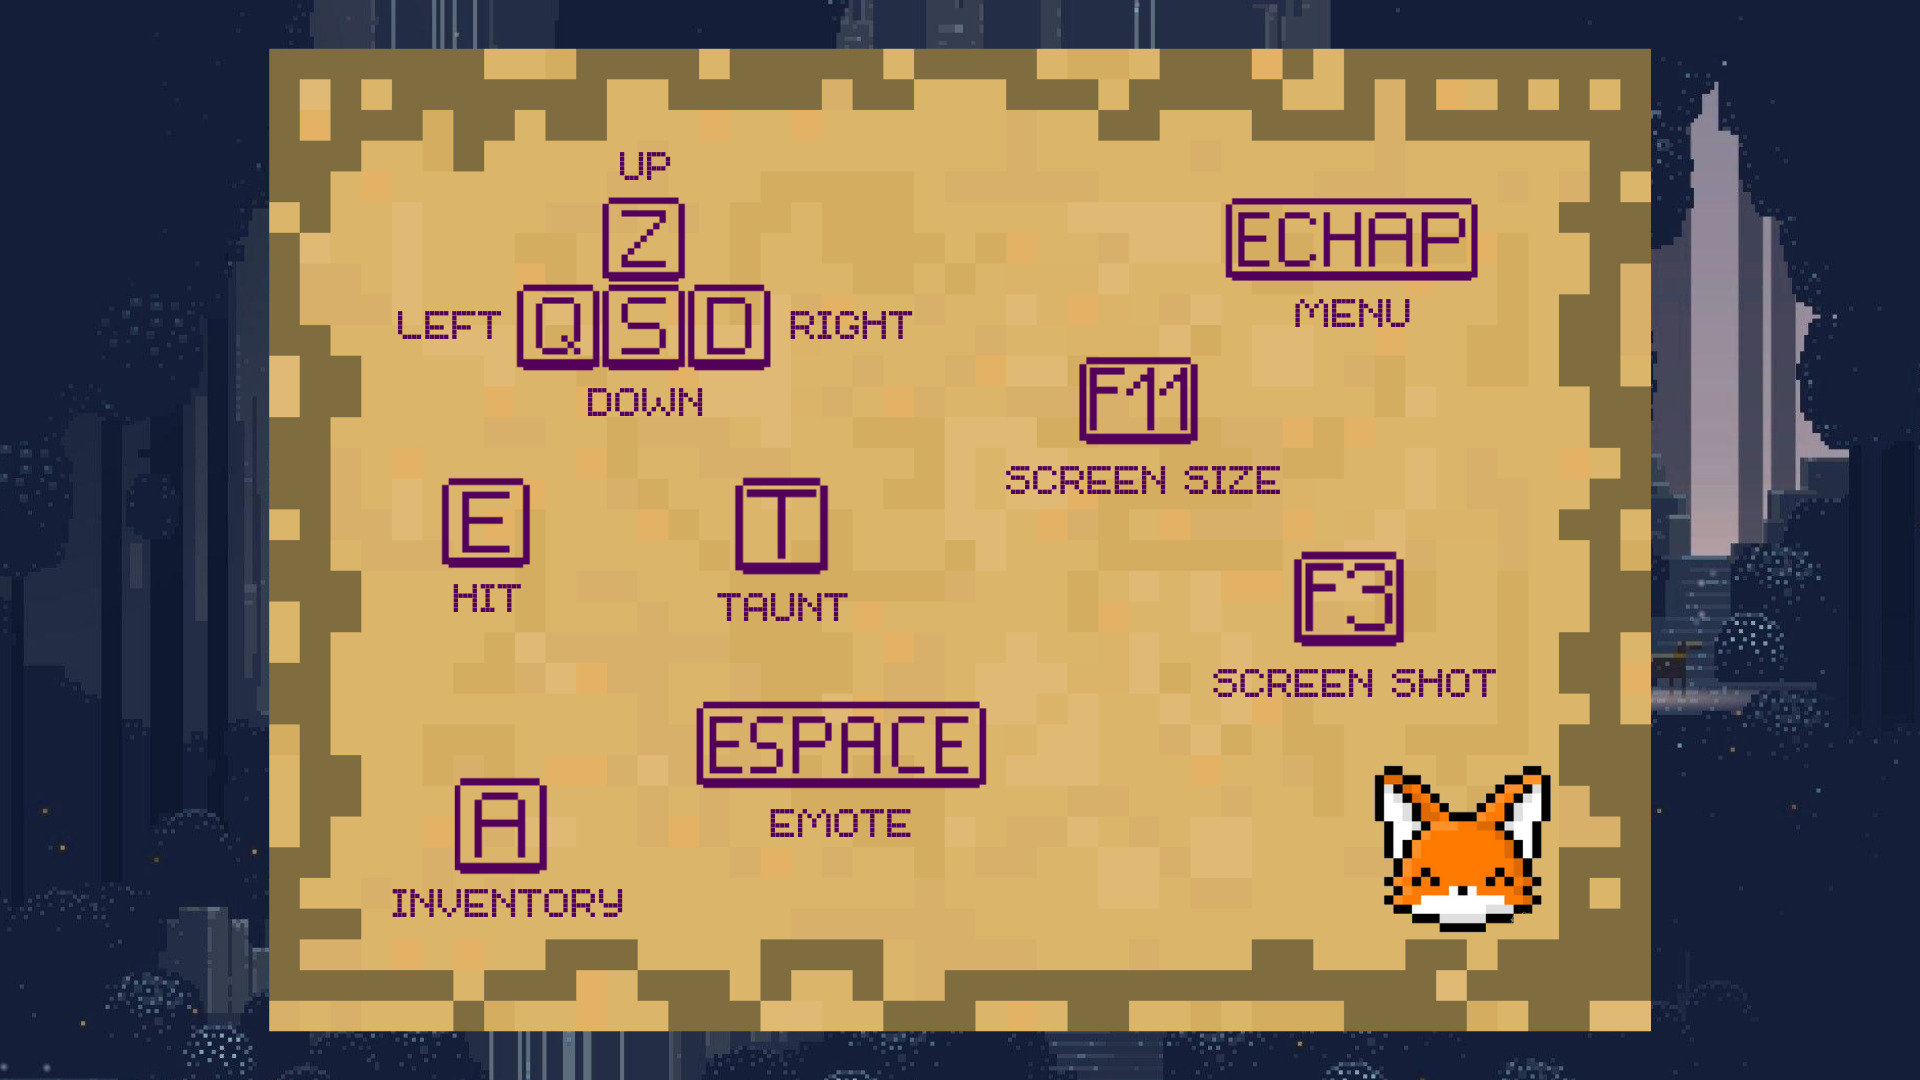 UP
Z
LEFT Q S D RIGHT
DOWN
ECHAP
MENU
F11
SCREEN SIZE
E
HIT
T
TAUNT
F3
SCREEN SHOT
ESPACE
EMOTE
A
INVENTORY